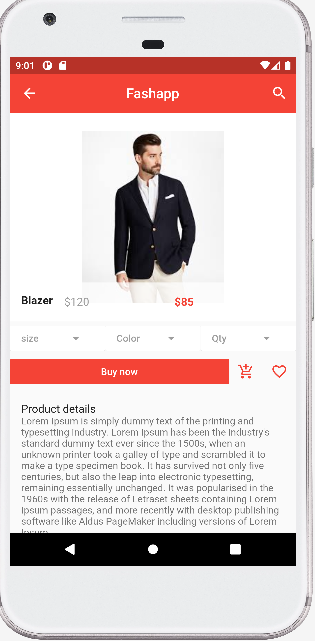 9:01
Fashapp
Blazer $120 $85
size Color Qty
Buy now
Product details
Lorem Ipsum is simply dummy text of the printing and
typesetting industry. Lorem Ipsum has been the industry's
standard dummy text ever since the 1500s, when an
unknown printer took a galley of type and scrambled it to
make a type specimen book. It has survived not only five
centuries, but also the leap into electronic typesetting,
remaining essentially unchanged. It was popularised in the
1960s with the release of Letraset sheets containing Lorem
Ipsum passages, and more recently with desktop publishing
software like Aldus PageMaker including versions of Lorem
Ipsum